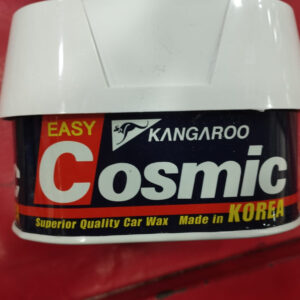 EASY
KANGAROO
Cosmic
Superior Quality Car Wax Made in KOREA